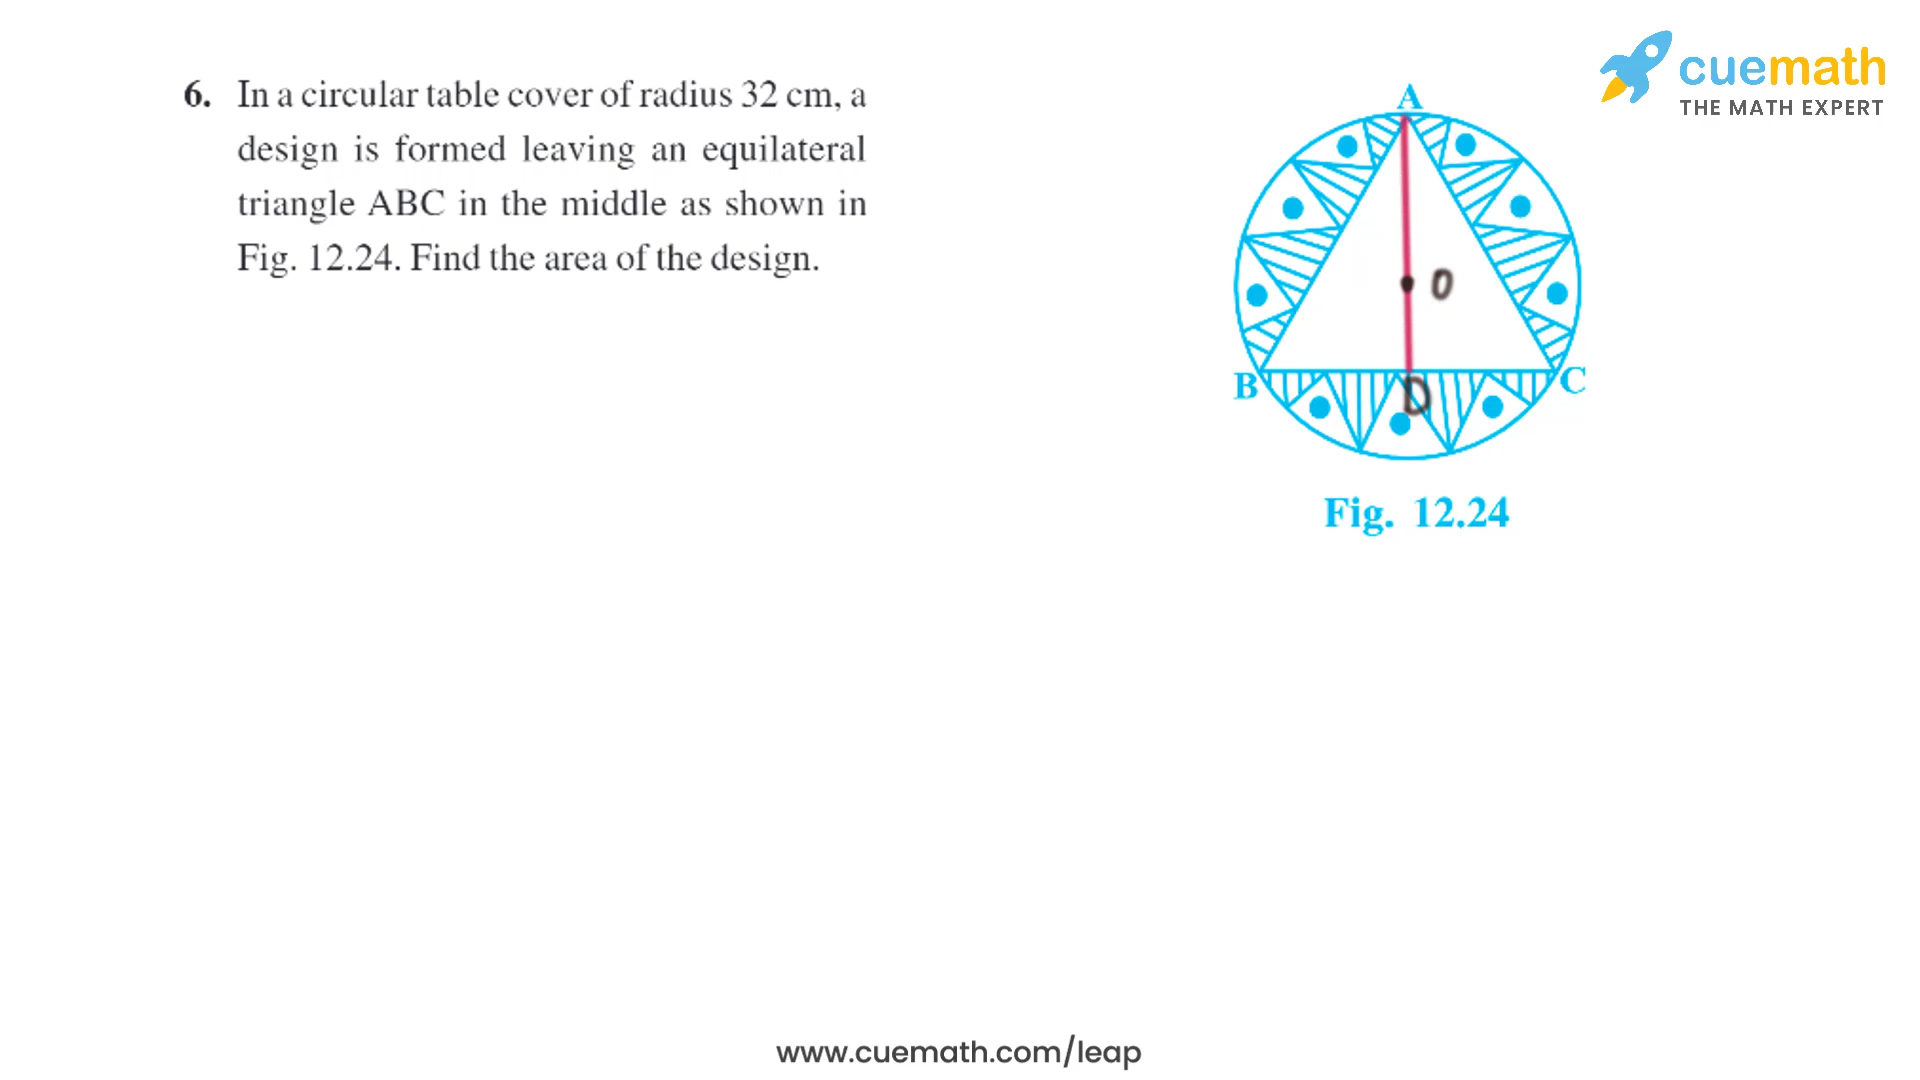 6. In a circular table cover of radius 32 cm, a
design is formed leaving an equilateral
triangle ABC in the middle as shown in
Fig. 12.24. Find the area of the design.
cuemath
THE MATH EXPERT
A
O
B
D
C
Fig. 12.24
www.cuemath.com/leap